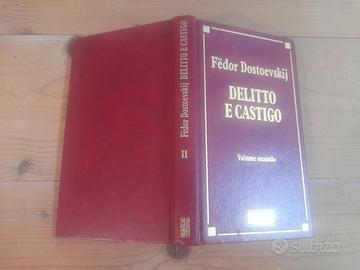 Fëdor Dostoevskij DELITTO E CASTIGO
II
Fëdor Dostoevskij
DELITTO
E CASTIGO
Volume secondo
subito